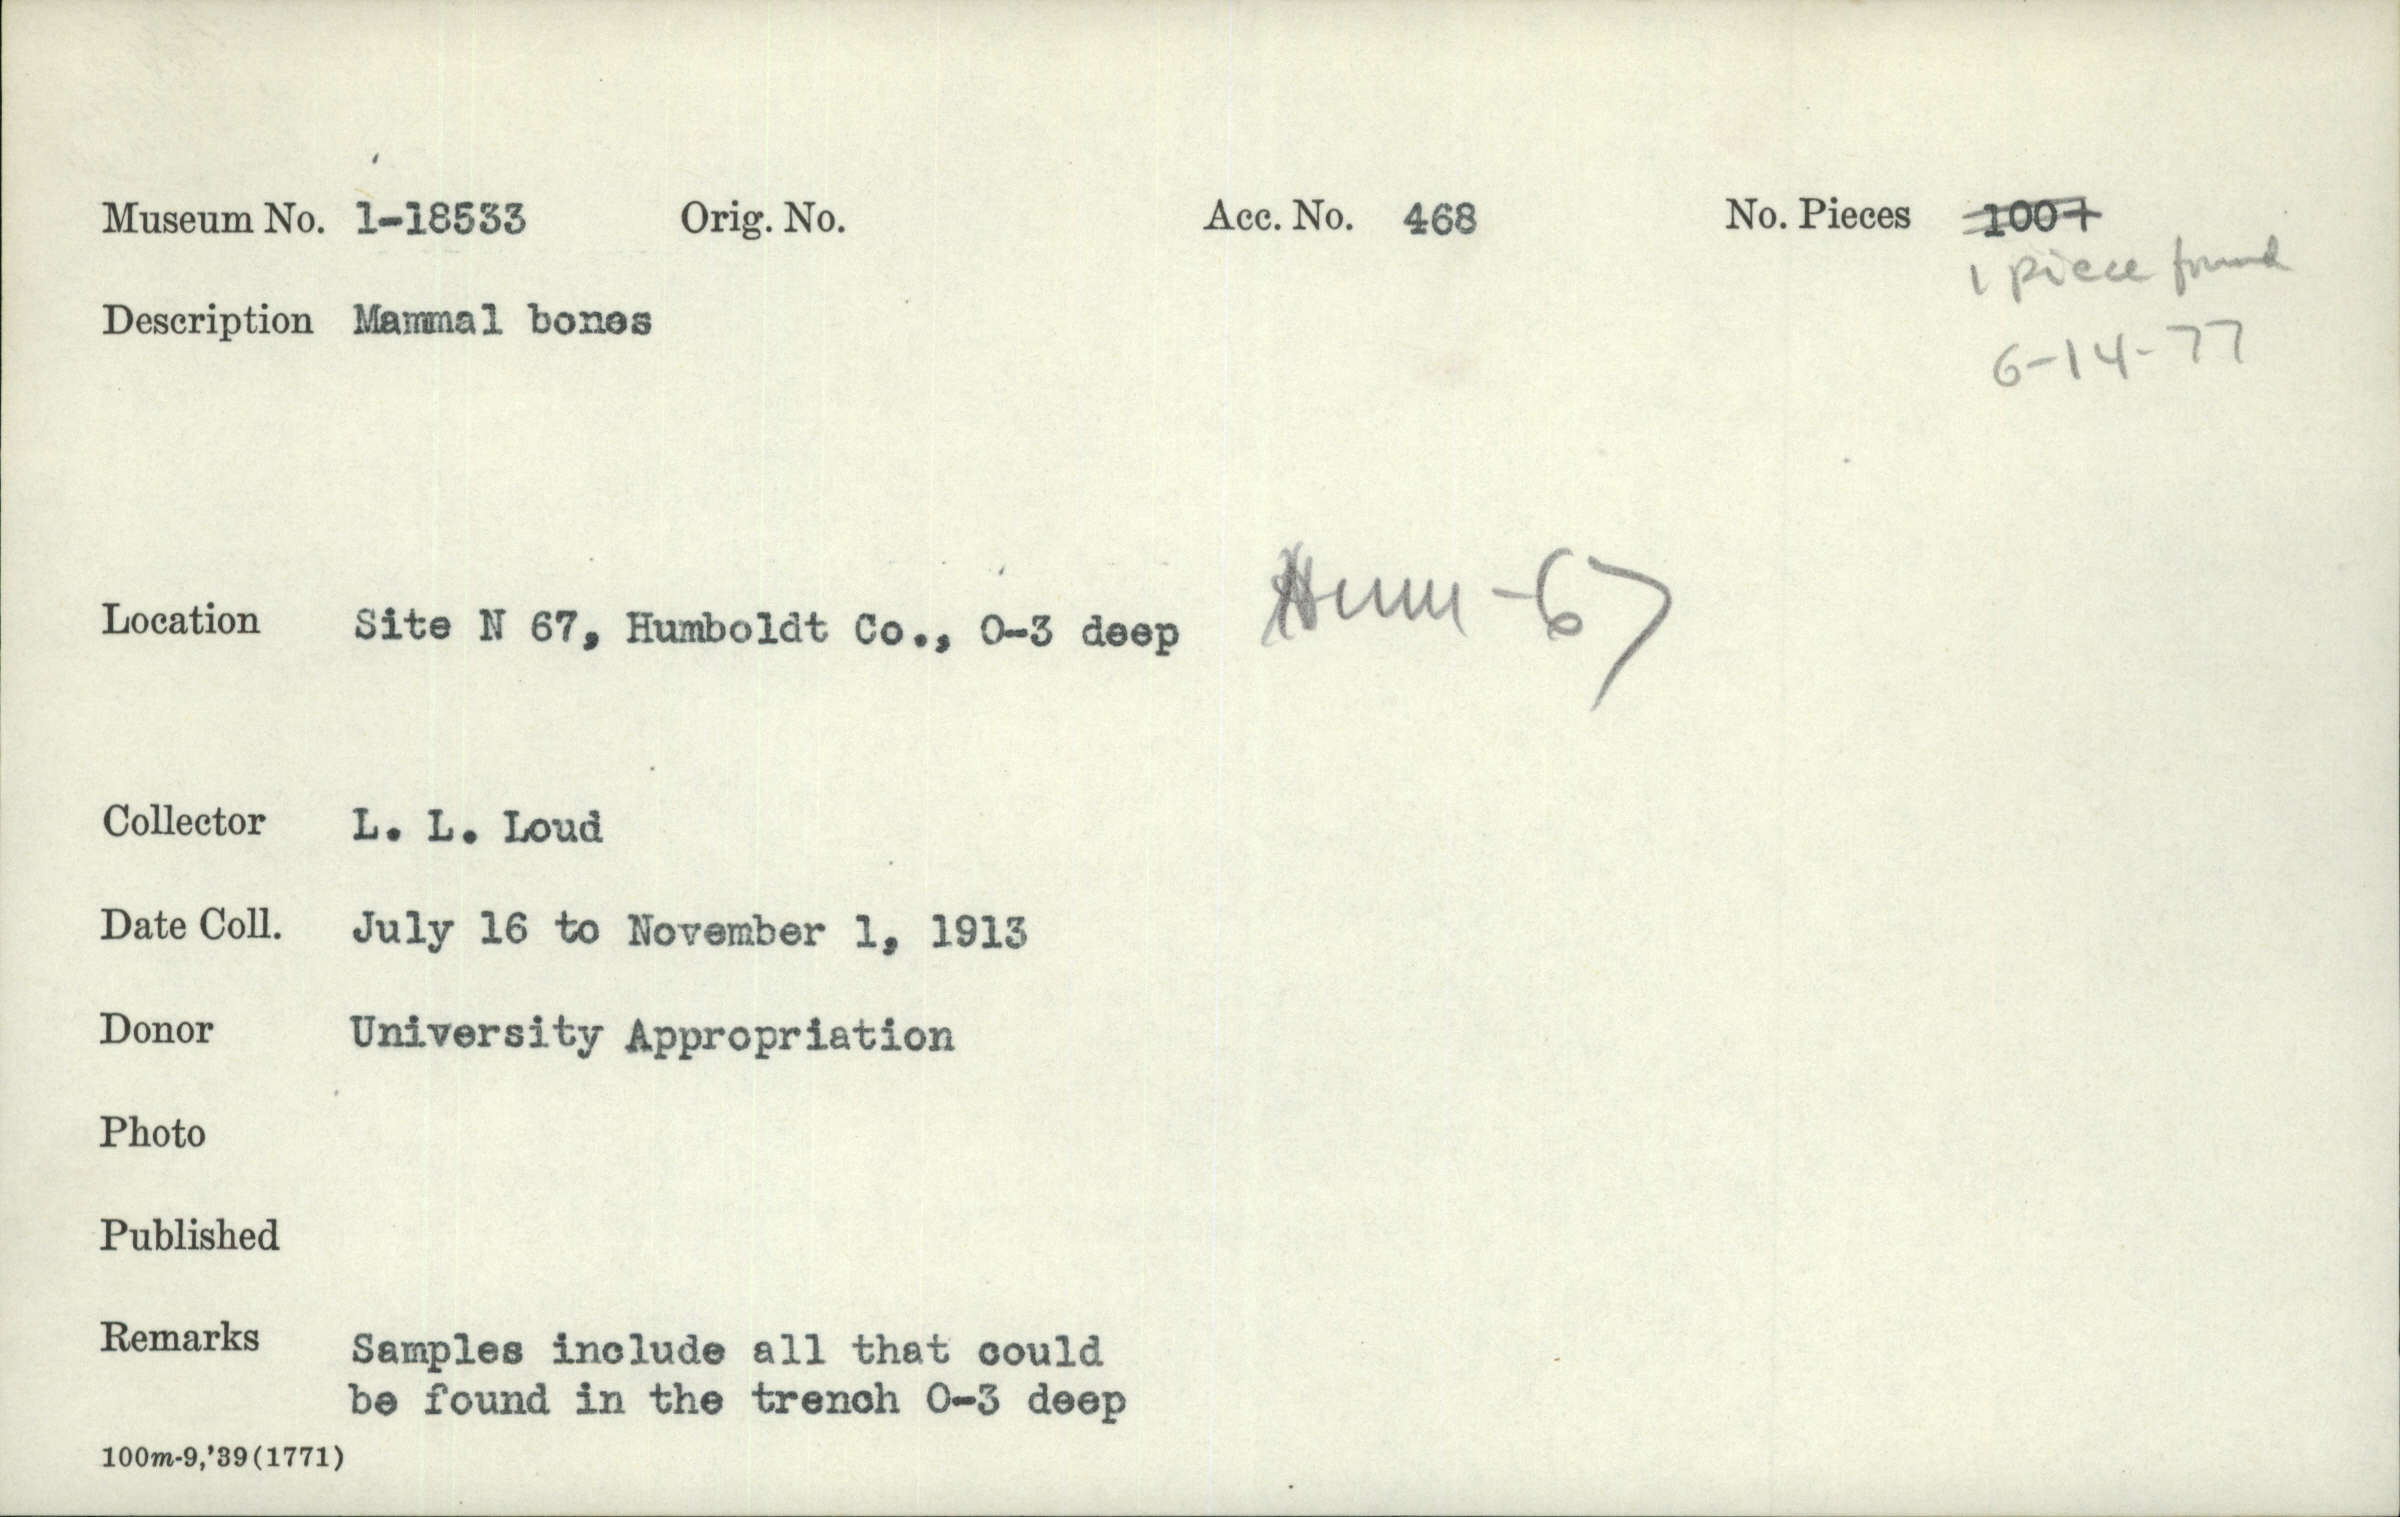 Museum No. 1-18533 Orig. No. Acc. No. 468 No. Pieces 100+
1 piece found
6-14-77
Description Mammal bones
Location Site N 67, Humboldt Co., 0-3 deep Hum-67
Collector L. L. Loud
Date Coll. July 16 to November 1, 1913
Donor University Appropriation
Photo
Published
Remarks Samples include all that could
be found in the trench 0-3 deep
100m-9,'39(1771)